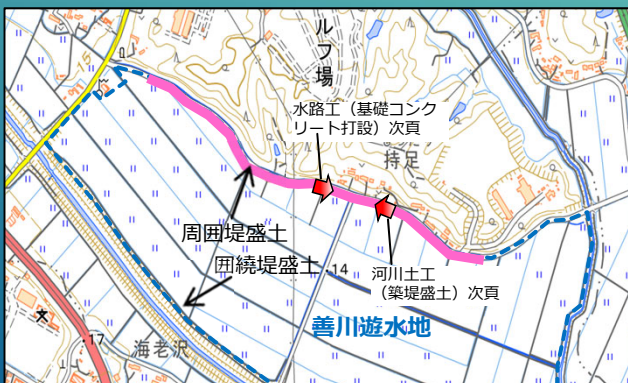 ルフ場
水路工（基礎コンク
リート打設）次頁
持足
15
周囲堤盛土
囲繞堤盛土
14
河川土工
（築堤盛土）次頁
善川遊水地
文
17
海老沢